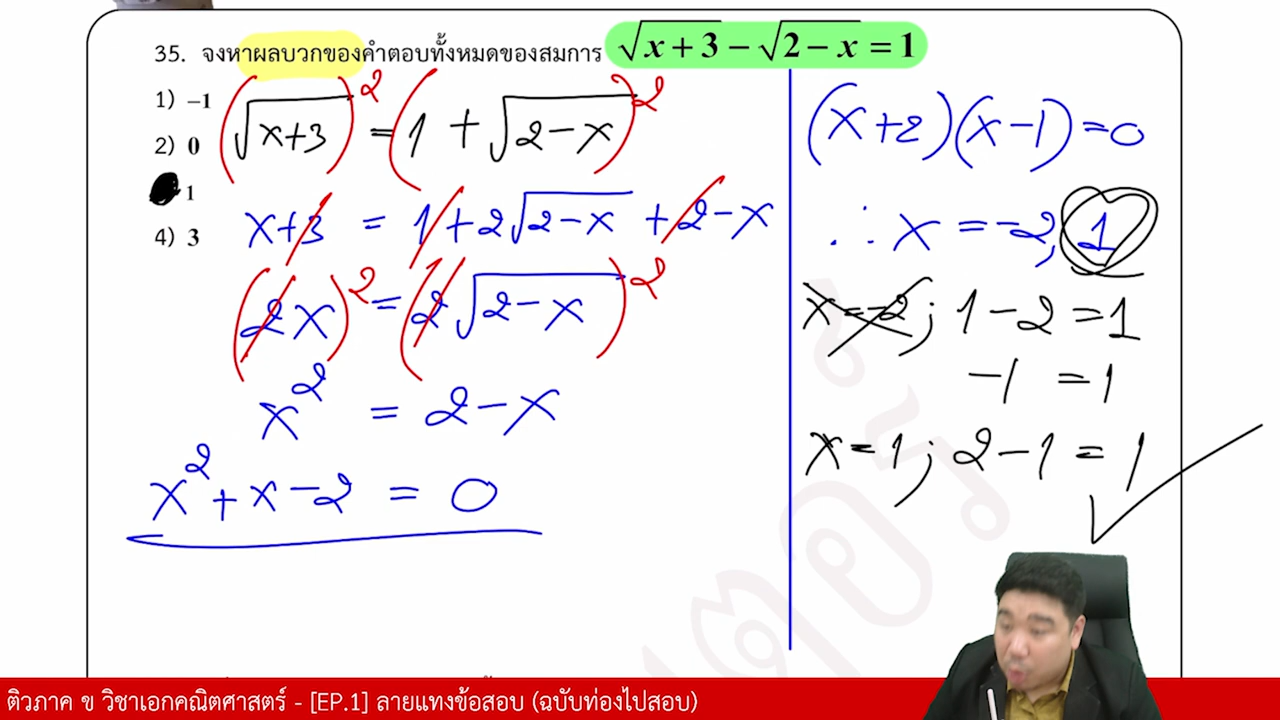 35. จงหาผลบวกของคำตอบทั้งหมดของสมการ √x+3 − √2−x = 1
1) −1
2) 0
1
4) 3
(√x+3)² = (1 + √2−x)²
x+3 = 1 + 2√2−x + 2−x
(2x)² = (2√2−x)²
x² = 2−x
x²+x−2 = 0
(x+2)(x−1)=0
∴ x = −2, 1
x=−2; 1−2=1
−1 = 1
x=1; 2−1 = 1
ติวภาค ข วิชาเอกคณิตศาสตร์ - [EP.1] ลายแทงข้อสอบ (ฉบับท่องไปสอบ)